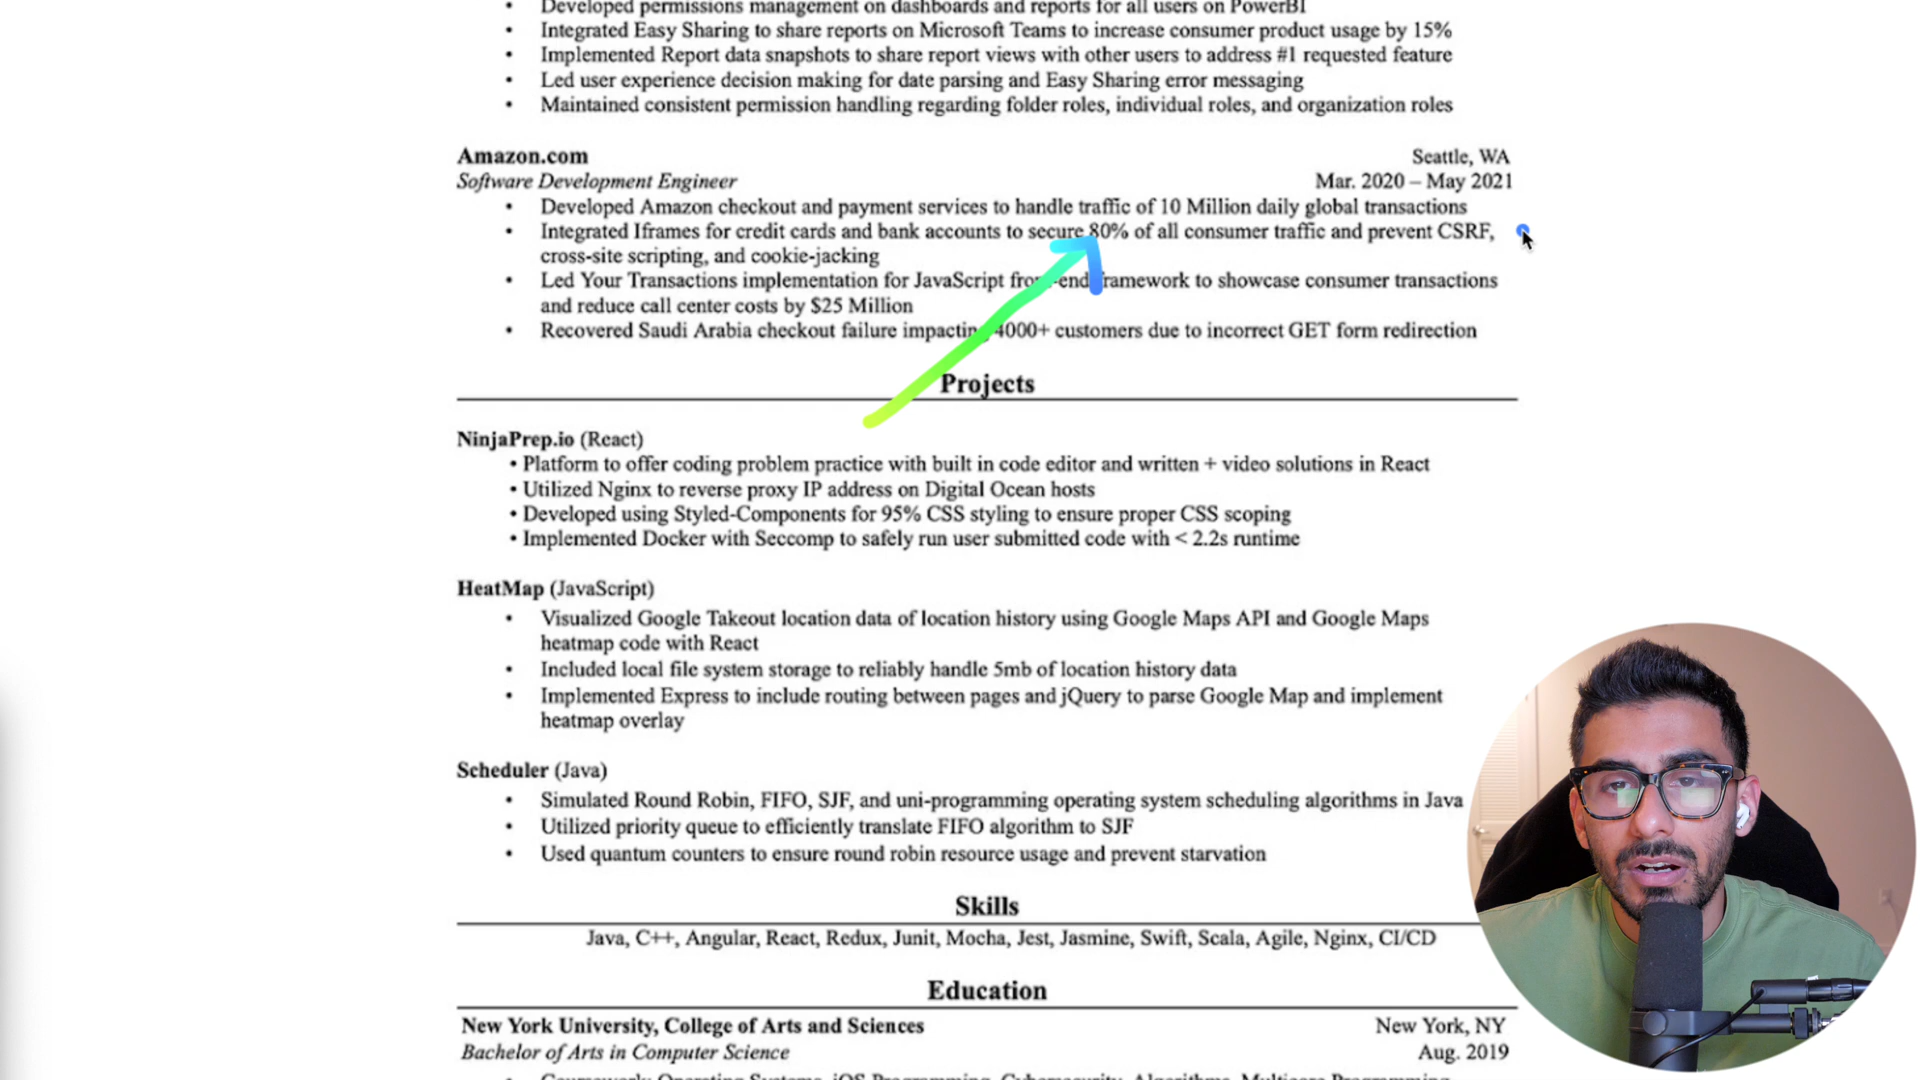 • Developed permissions management on dashboards and reports for all users on PowerBI
• Integrated Easy Sharing to share reports on Microsoft Teams to increase consumer product usage by 15%
• Implemented Report data snapshots to share report views with other users to address #1 requested feature
• Led user experience decision making for date parsing and Easy Sharing error messaging
• Maintained consistent permission handling regarding folder roles, individual roles, and organization roles
Amazon.com Seattle, WA
Software Development Engineer Mar. 2020 – May 2021
• Developed Amazon checkout and payment services to handle traffic of 10 Million daily global transactions
• Integrated Iframes for credit cards and bank accounts to secure 80% of all consumer traffic and prevent CSRF,
cross-site scripting, and cookie-jacking
• Led Your Transactions implementation for JavaScript front-end framework to showcase consumer transactions
and reduce call center costs by $25 Million
• Recovered Saudi Arabia checkout failure impacting 4000+ customers due to incorrect GET form redirection
Projects
NinjaPrep.io (React)
• Platform to offer coding problem practice with built in code editor and written + video solutions in React
• Utilized Nginx to reverse proxy IP address on Digital Ocean hosts
• Developed using Styled-Components for 95% CSS styling to ensure proper CSS scoping
• Implemented Docker with Seccomp to safely run user submitted code with < 2.2s runtime
HeatMap (JavaScript)
• Visualized Google Takeout location data of location history using Google Maps API and Google Maps
heatmap code with React
• Included local file system storage to reliably handle 5mb of location history data
• Implemented Express to include routing between pages and jQuery to parse Google Map and implement
heatmap overlay
Scheduler (Java)
• Simulated Round Robin, FIFO, SJF, and uni-programming operating system scheduling algorithms in Java
• Utilized priority queue to efficiently translate FIFO algorithm to SJF
• Used quantum counters to ensure round robin resource usage and prevent starvation
Skills
Java, C++, Angular, React, Redux, Junit, Mocha, Jest, Jasmine, Swift, Scala, Agile, Nginx, CI/CD
Education
New York University, College of Arts and Sciences New York, NY
Bachelor of Arts in Computer Science Aug. 2019
• Coursework: Operating Systems, iOS Programming, Cybersecurity, Algorithms, Multicore Programming